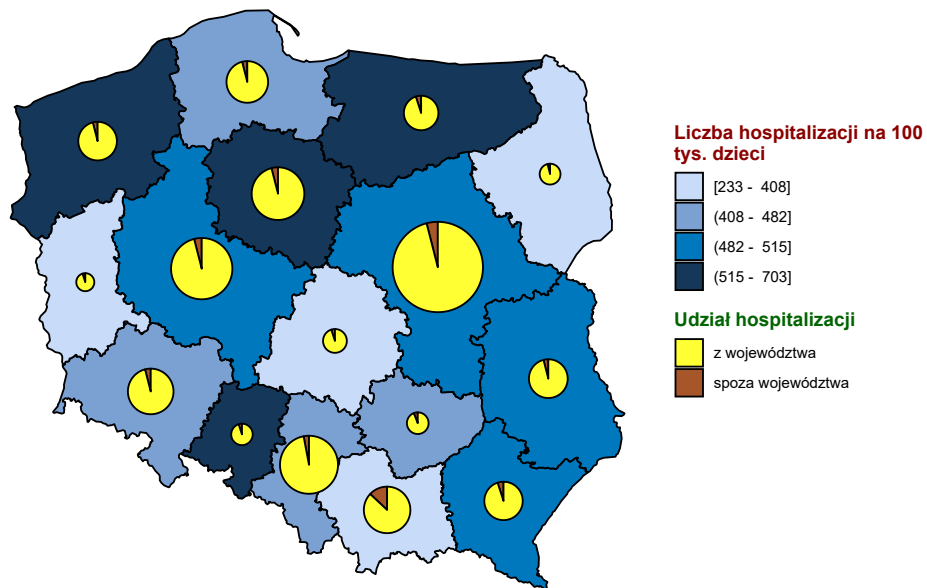 Liczba hospitalizacji na 100
tys. dzieci
[233 - 408]
(408 - 482]
(482 - 515]
(515 - 703]
Udział hospitalizacji
z województwa
spoza województwa